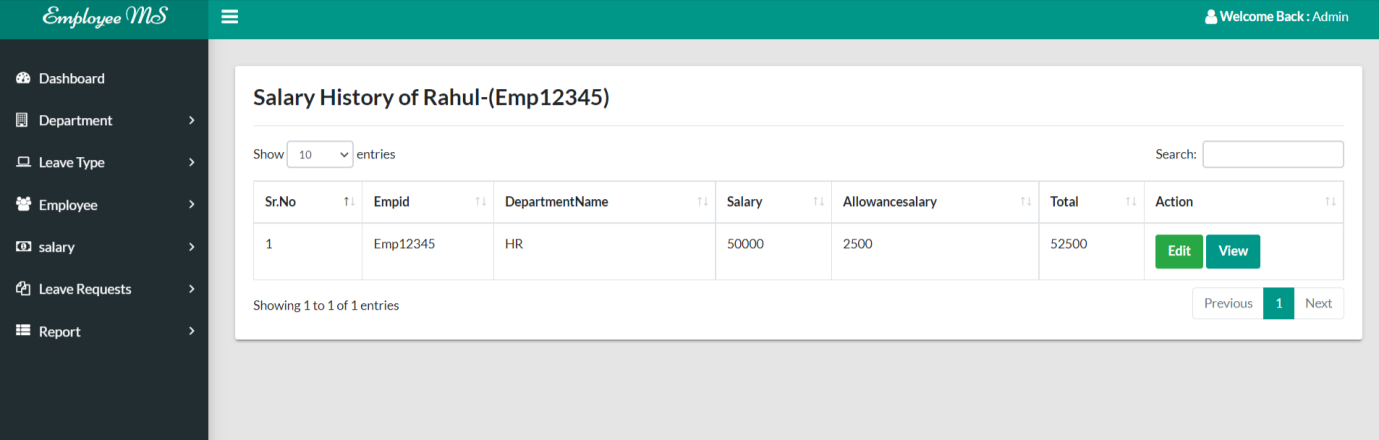 Employee MS
Welcome Back : Admin
Dashboard
Department
Leave Type
Employee
salary
Leave Requests
Report
Salary History of Rahul-(Emp12345)
Show 10 entries
Search:
Sr.No Empid DepartmentName Salary Allowancesalary Total Action
1 Emp12345 HR 50000 2500 52500 Edit View
Showing 1 to 1 of 1 entries
Previous 1 Next